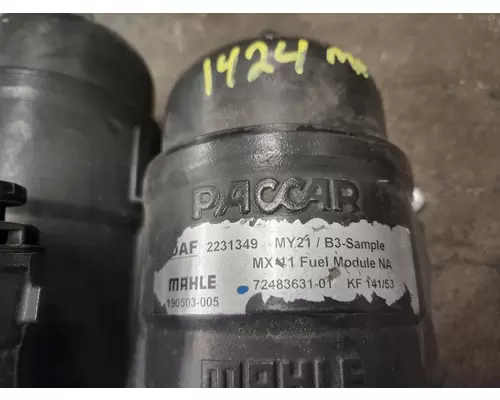 1424 MX
PACCAR
DAF 2231349 MY21 / B3-Sample
MX-11 Fuel Module NA
MAHLE 72483631-01 KF 141/53
190503-005
MAHLE